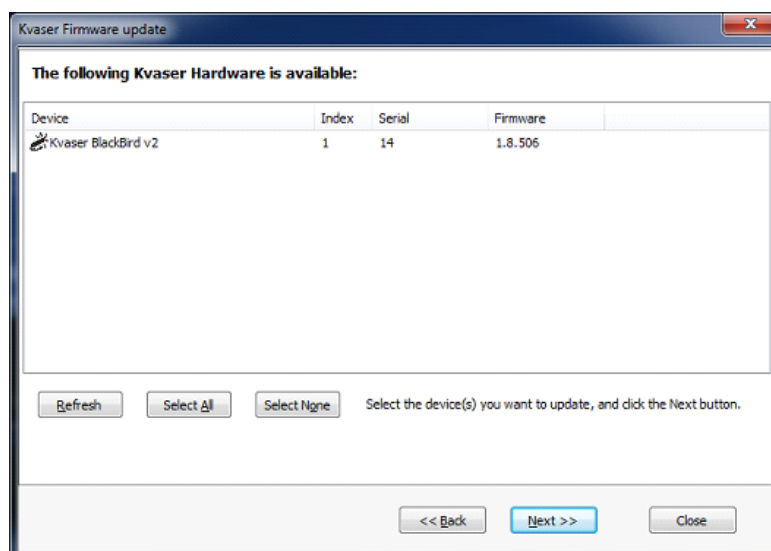 Kvaser Firmware update
The following Kvaser Hardware is available:
Device Index Serial Firmware
Kvaser BlackBird v2 1 14 1.8.506
Refresh Select All Select None Select the device(s) you want to update, and click the Next button.
<< Back Next >> Close